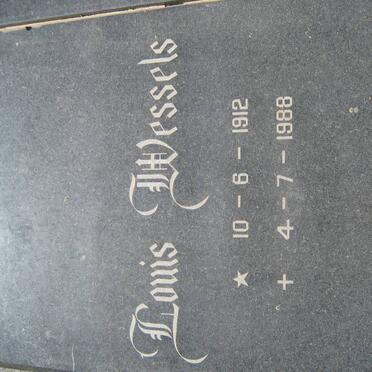 Louis Wessels
★ 10-6-1912
+ 4-7-1988